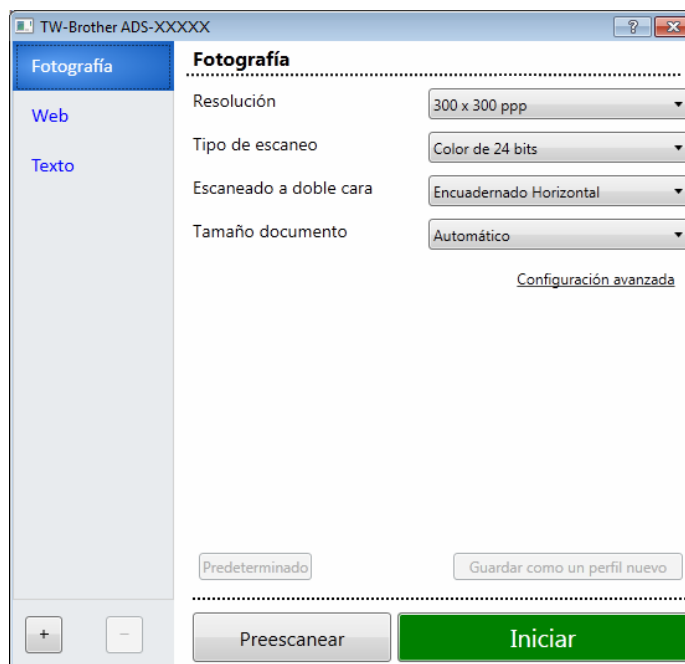 TW-Brother ADS-XXXXX
Fotografía
Web
Texto
Fotografía
Resolución
300 x 300 ppp
Tipo de escaneo
Color de 24 bits
Escaneado a doble cara
Encuadernado Horizontal
Tamaño documento
Automático
Configuración avanzada
Predeterminado
Guardar como un perfil nuevo
+
−
Preescanear
Iniciar